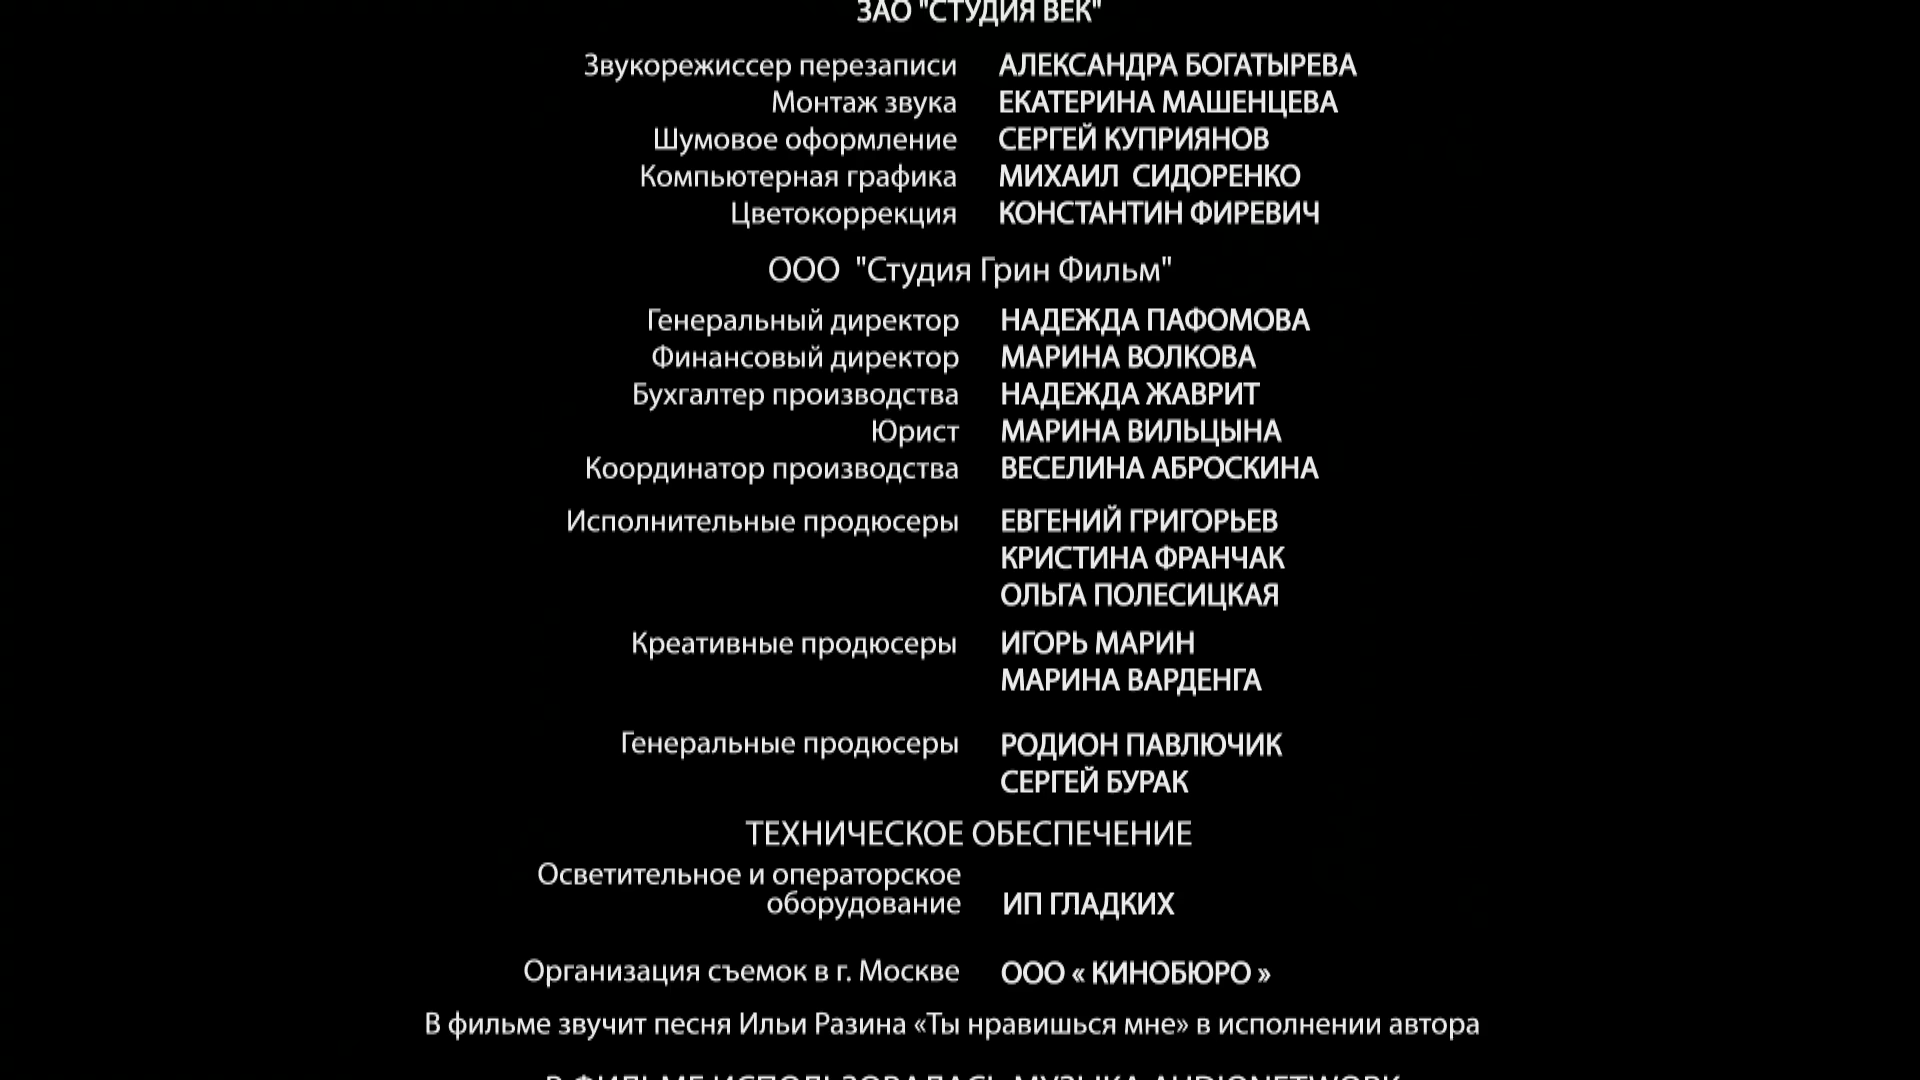 ЗАО "СТУДИЯ ВЕК"
Звукорежиссер перезаписи АЛЕКСАНДРА БОГАТЫРЕВА
Монтаж звука ЕКАТЕРИНА МАШЕНЦЕВА
Шумовое оформление СЕРГЕЙ КУПРИЯНОВ
Компьютерная графика МИХАИЛ СИДОРЕНКО
Цветокоррекция КОНСТАНТИН ФИРЕВИЧ
ООО "Студия Грин Фильм"
Генеральный директор НАДЕЖДА ПАФОМОВА
Финансовый директор МАРИНА ВОЛКОВА
Бухгалтер производства НАДЕЖДА ЖАВРИТ
Юрист МАРИНА ВИЛЬЦЫНА
Координатор производства ВЕСЕЛИНА АБРОСКИНА
Исполнительные продюсеры ЕВГЕНИЙ ГРИГОРЬЕВ
КРИСТИНА ФРАНЧАК
ОЛЬГА ПОЛЕСИЦКАЯ
Креативные продюсеры ИГОРЬ МАРИН
МАРИНА ВАРДЕНГА
Генеральные продюсеры РОДИОН ПАВЛЮЧИК
СЕРГЕЙ БУРАК
ТЕХНИЧЕСКОЕ ОБЕСПЕЧЕНИЕ
Осветительное и операторское
оборудование ИП ГЛАДКИХ
Организация съемок в г. Москве ООО « КИНОБЮРО »
В фильме звучит песня Ильи Разина «Ты нравишься мне» в исполнении автора
В ФИЛЬМЕ ИСПОЛЬЗОВАЛАСЬ МУЗЫКА AUDIONETWORK